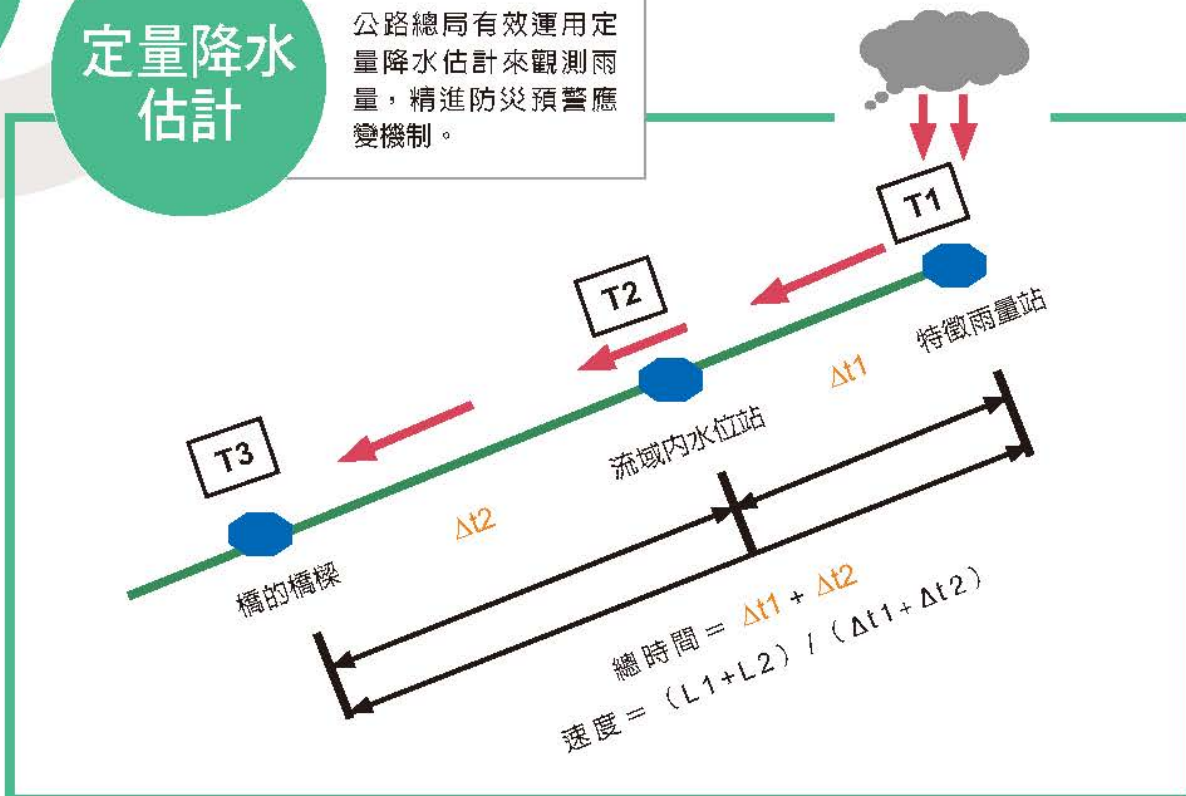 定量降水
估計
公路總局有效運用定
量降水估計來觀測雨
量，精進防災預警應
變機制。
T1
特徵雨量站
T2
Δt1
流域內水位站
T3
Δt2
橋的橋樑
總時間 = Δt1 + Δt2
速度 = （L1+L2）/（Δt1+Δt2）